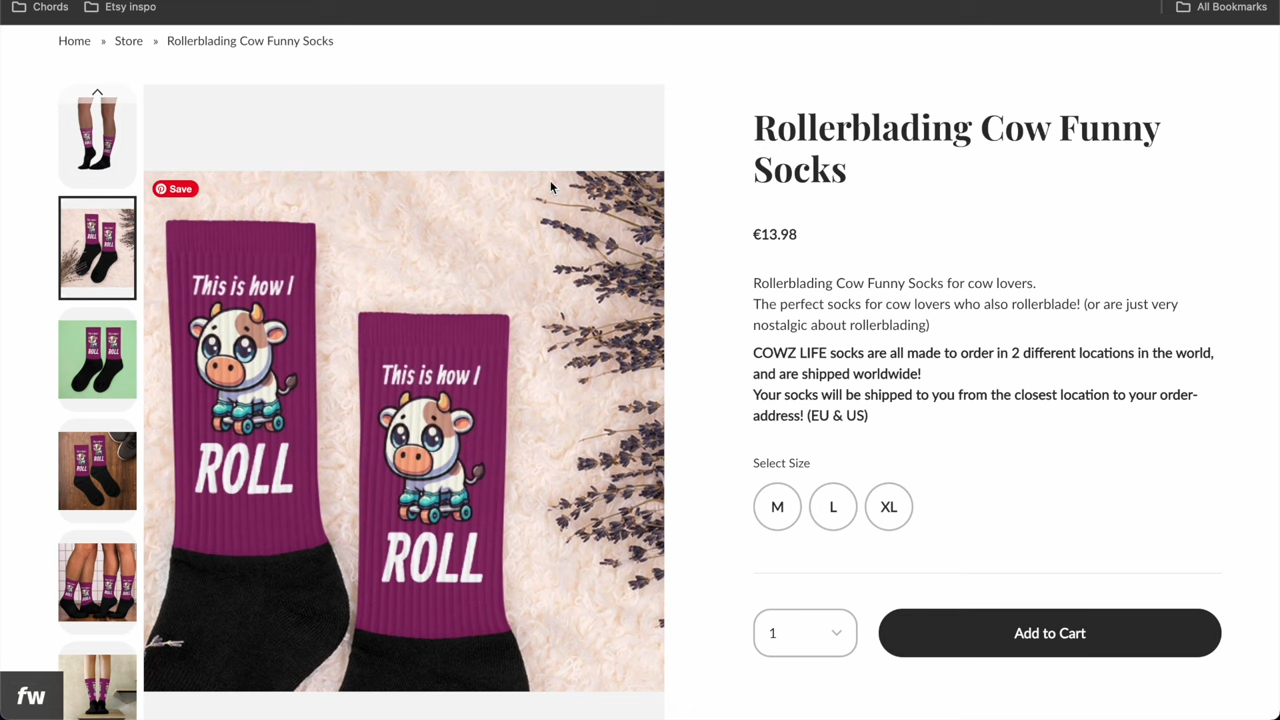 Chords Etsy inspo All Bookmarks
Home » Store » Rollerblading Cow Funny Socks
Save
This is how I
ROLL
This is how I
ROLL
Rollerblading Cow Funny
Socks
€13.98
Rollerblading Cow Funny Socks for cow lovers.
The perfect socks for cow lovers who also rollerblade! (or are just very
nostalgic about rollerblading)
COWZ LIFE socks are all made to order in 2 different locations in the world,
and are shipped worldwide!
Your socks will be shipped to you from the closest location to your order-
address! (EU & US)
Select Size
M L XL
1
Add to Cart
fw